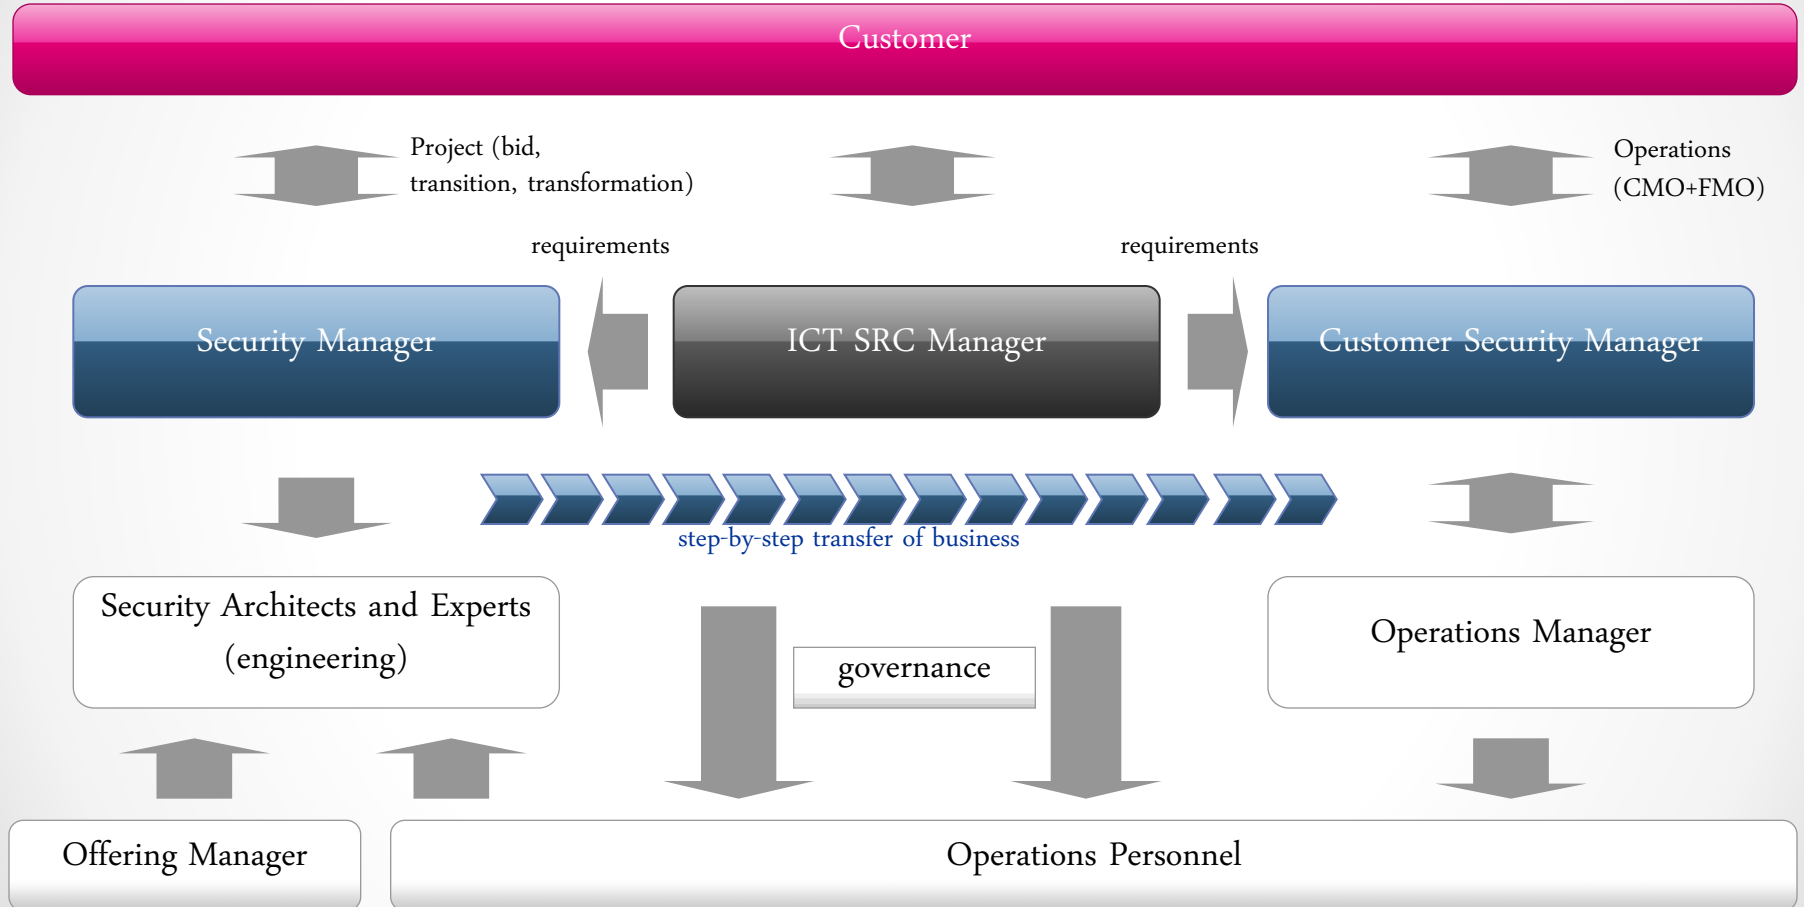 Customer
Project (bid,
transition, transformation)
Operations
(CMO+FMO)
requirements
requirements
Security Manager
ICT SRC Manager
Customer Security Manager
step-by-step transfer of business
Security Architects and Experts
(engineering)
governance
Operations Manager
Offering Manager
Operations Personnel